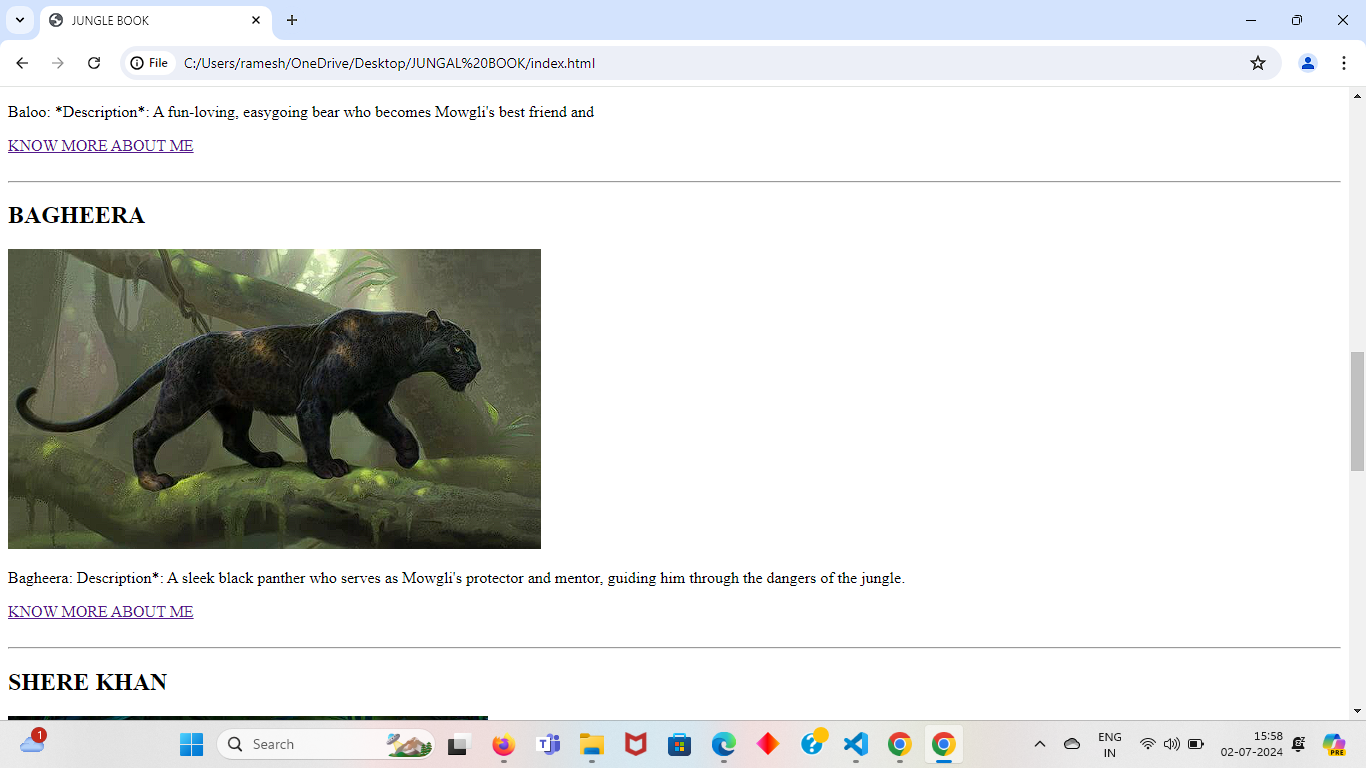 JUNGLE BOOK
File C:/Users/ramesh/OneDrive/Desktop/JUNGAL%20BOOK/index.html
Baloo: *Description*: A fun-loving, easygoing bear who becomes Mowgli's best friend and
KNOW MORE ABOUT ME
BAGHEERA
Bagheera: Description*: A sleek black panther who serves as Mowgli's protector and mentor, guiding him through the dangers of the jungle.
KNOW MORE ABOUT ME
SHERE KHAN
1
Search
T
?
PRE
ENG
IN
15:58
02-07-2024